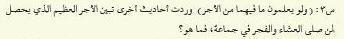 س٣: (ولو يعلمون ما فيهما من الأجر) وردت أحاديث أخرى تبين الأجر العظيم الذي يحصل
لمن صلى العشاء والفجر في جماعة، فما هو؟